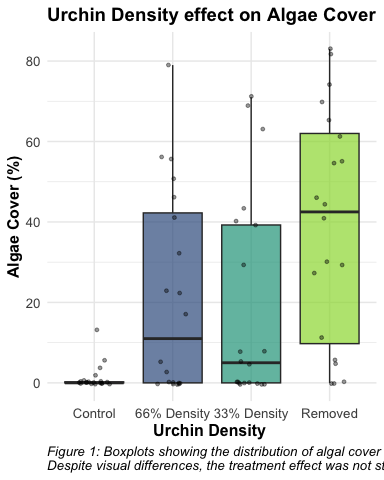 Urchin Density effect on Algae Cover
Algae Cover (%)
80
60
40
20
0
Control 66% Density 33% Density Removed
Urchin Density
Figure 1: Boxplots showing the distribution of algal cover
Despite visual differences, the treatment effect was not st